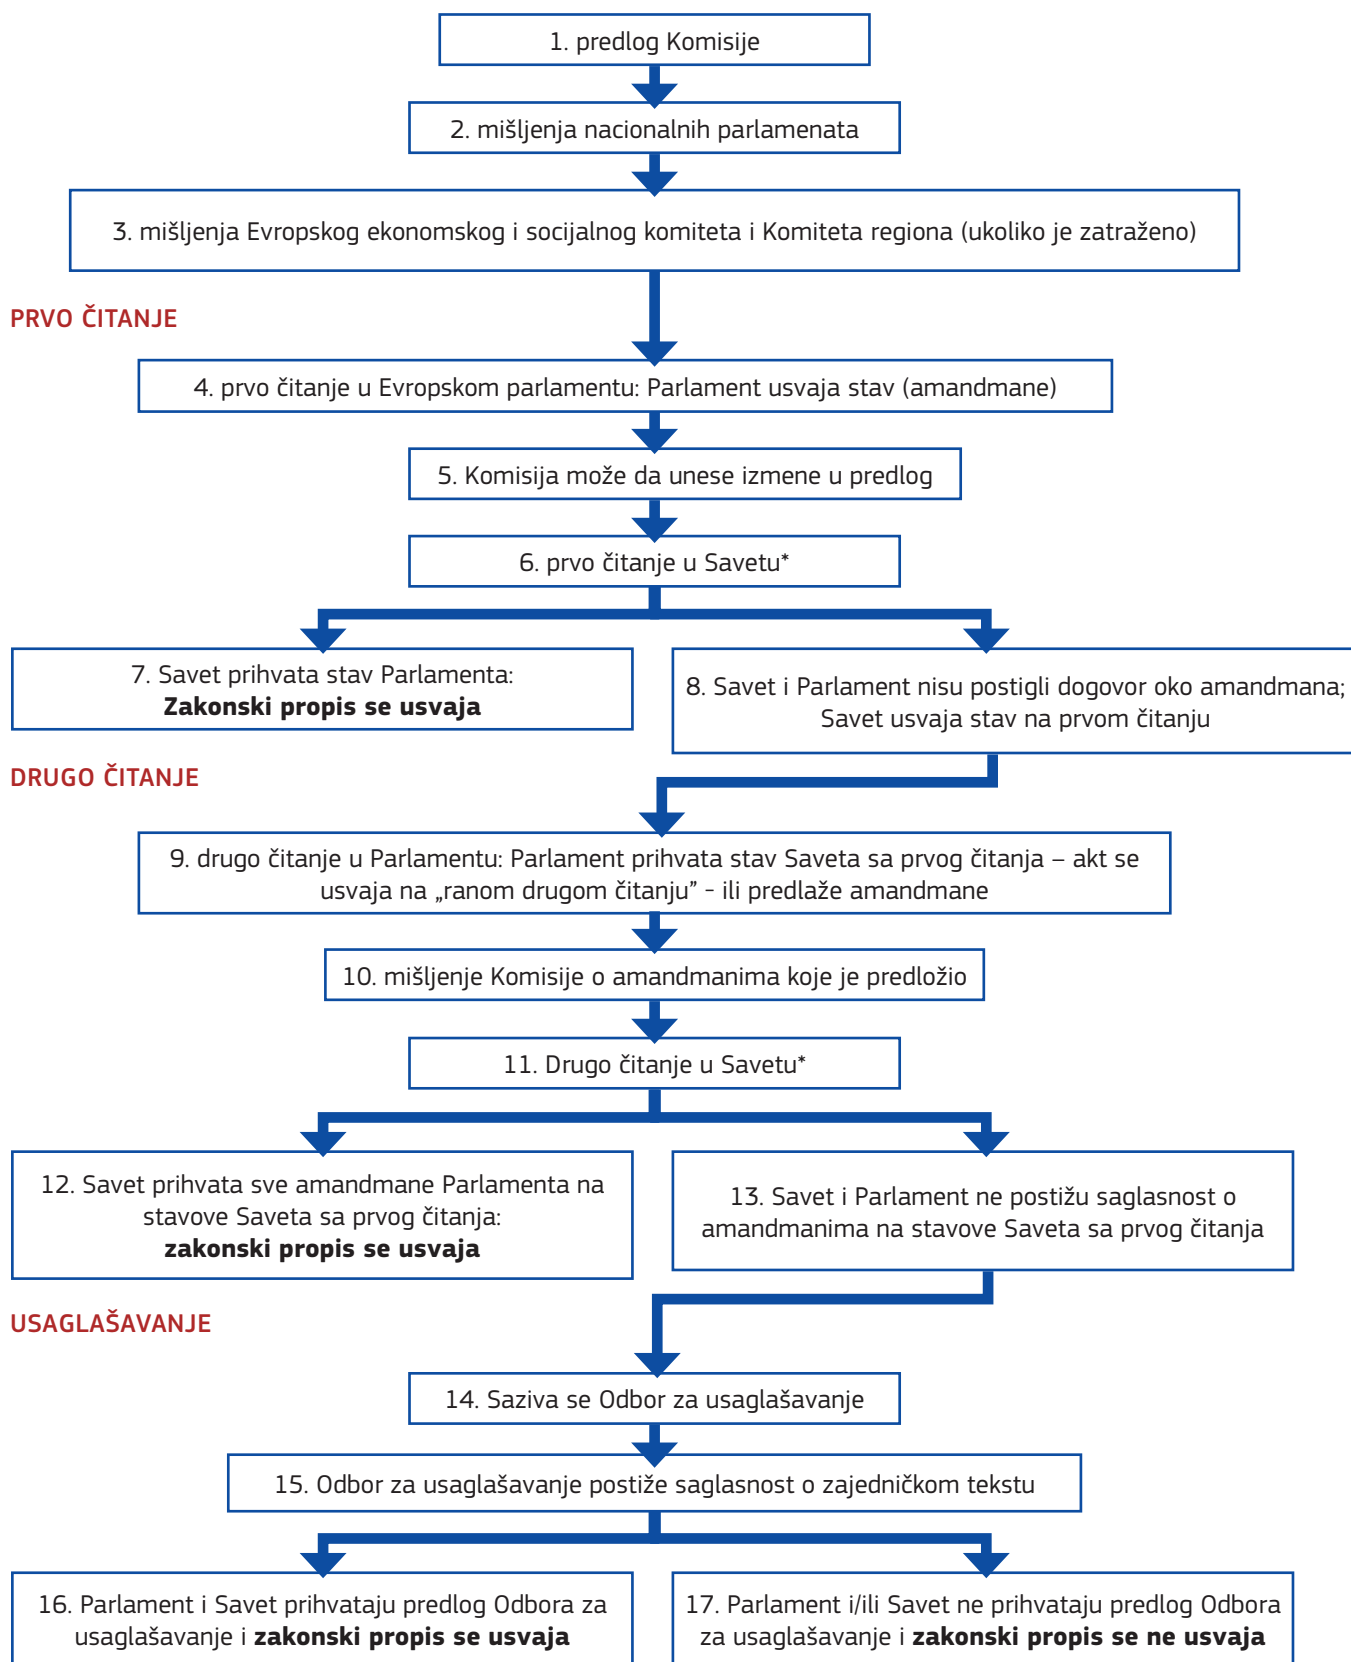 1. predlog Komisije
2. mišljenja nacionalnih parlamenata
3. mišljenja Evropskog ekonomskog i socijalnog komiteta i Komiteta regiona (ukoliko je zatraženo)
PRVO ČITANJE
4. prvo čitanje u Evropskom parlamentu: Parlament usvaja stav (amandmane)
5. Komisija može da unese izmene u predlog
6. prvo čitanje u Savetu*
7. Savet prihvata stav Parlamenta:
Zakonski propis se usvaja
8. Savet i Parlament nisu postigli dogovor oko amandmana;
Savet usvaja stav na prvom čitanju
DRUGO ČITANJE
9. drugo čitanje u Parlamentu: Parlament prihvata stav Saveta sa prvog čitanja – akt se
usvaja na „ranom drugom čitanju” - ili predlaže amandmane
10. mišljenje Komisije o amandmanima koje je predložio
11. Drugo čitanje u Savetu*
12. Savet prihvata sve amandmane Parlamenta na
stavove Saveta sa prvog čitanja:
zakonski propis se usvaja
13. Savet i Parlament ne postižu saglasnost o
amandmanima na stavove Saveta sa prvog čitanja
USAGLAŠAVANJE
14. Saziva se Odbor za usaglašavanje
15. Odbor za usaglašavanje postiže saglasnost o zajedničkom tekstu
16. Parlament i Savet prihvataju predlog Odbora za
usaglašavanje i zakonski propis se usvaja
17. Parlament i/ili Savet ne prihvataju predlog Odbora
za usaglašavanje i zakonski propis se ne usvaja